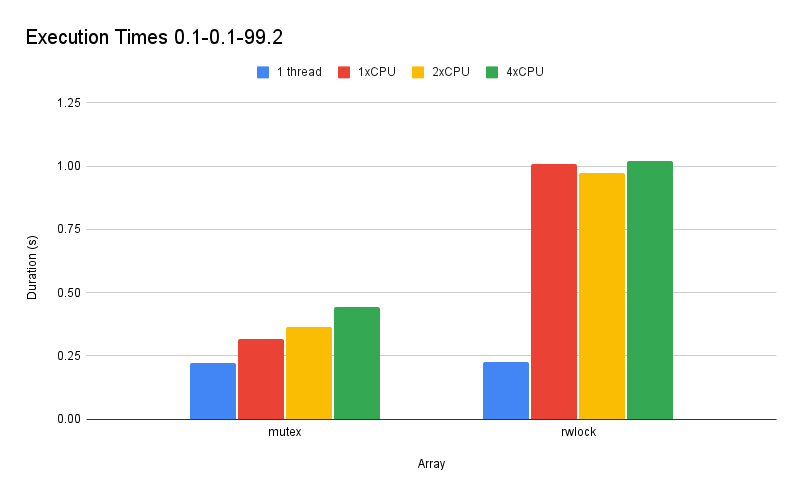 Execution Times 0.1-0.1-99.2
1 thread 1xCPU 2xCPU 4xCPU
1.25
1.00
0.75
0.50
0.25
0.00
Duration (s)
mutex rwlock
Array